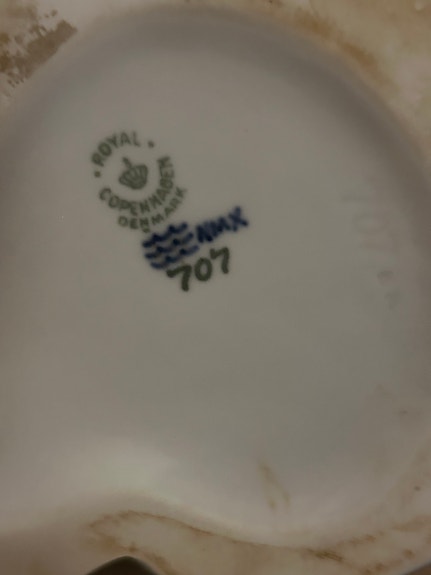 ROYAL
COPENHAGEN
DENMARK
707